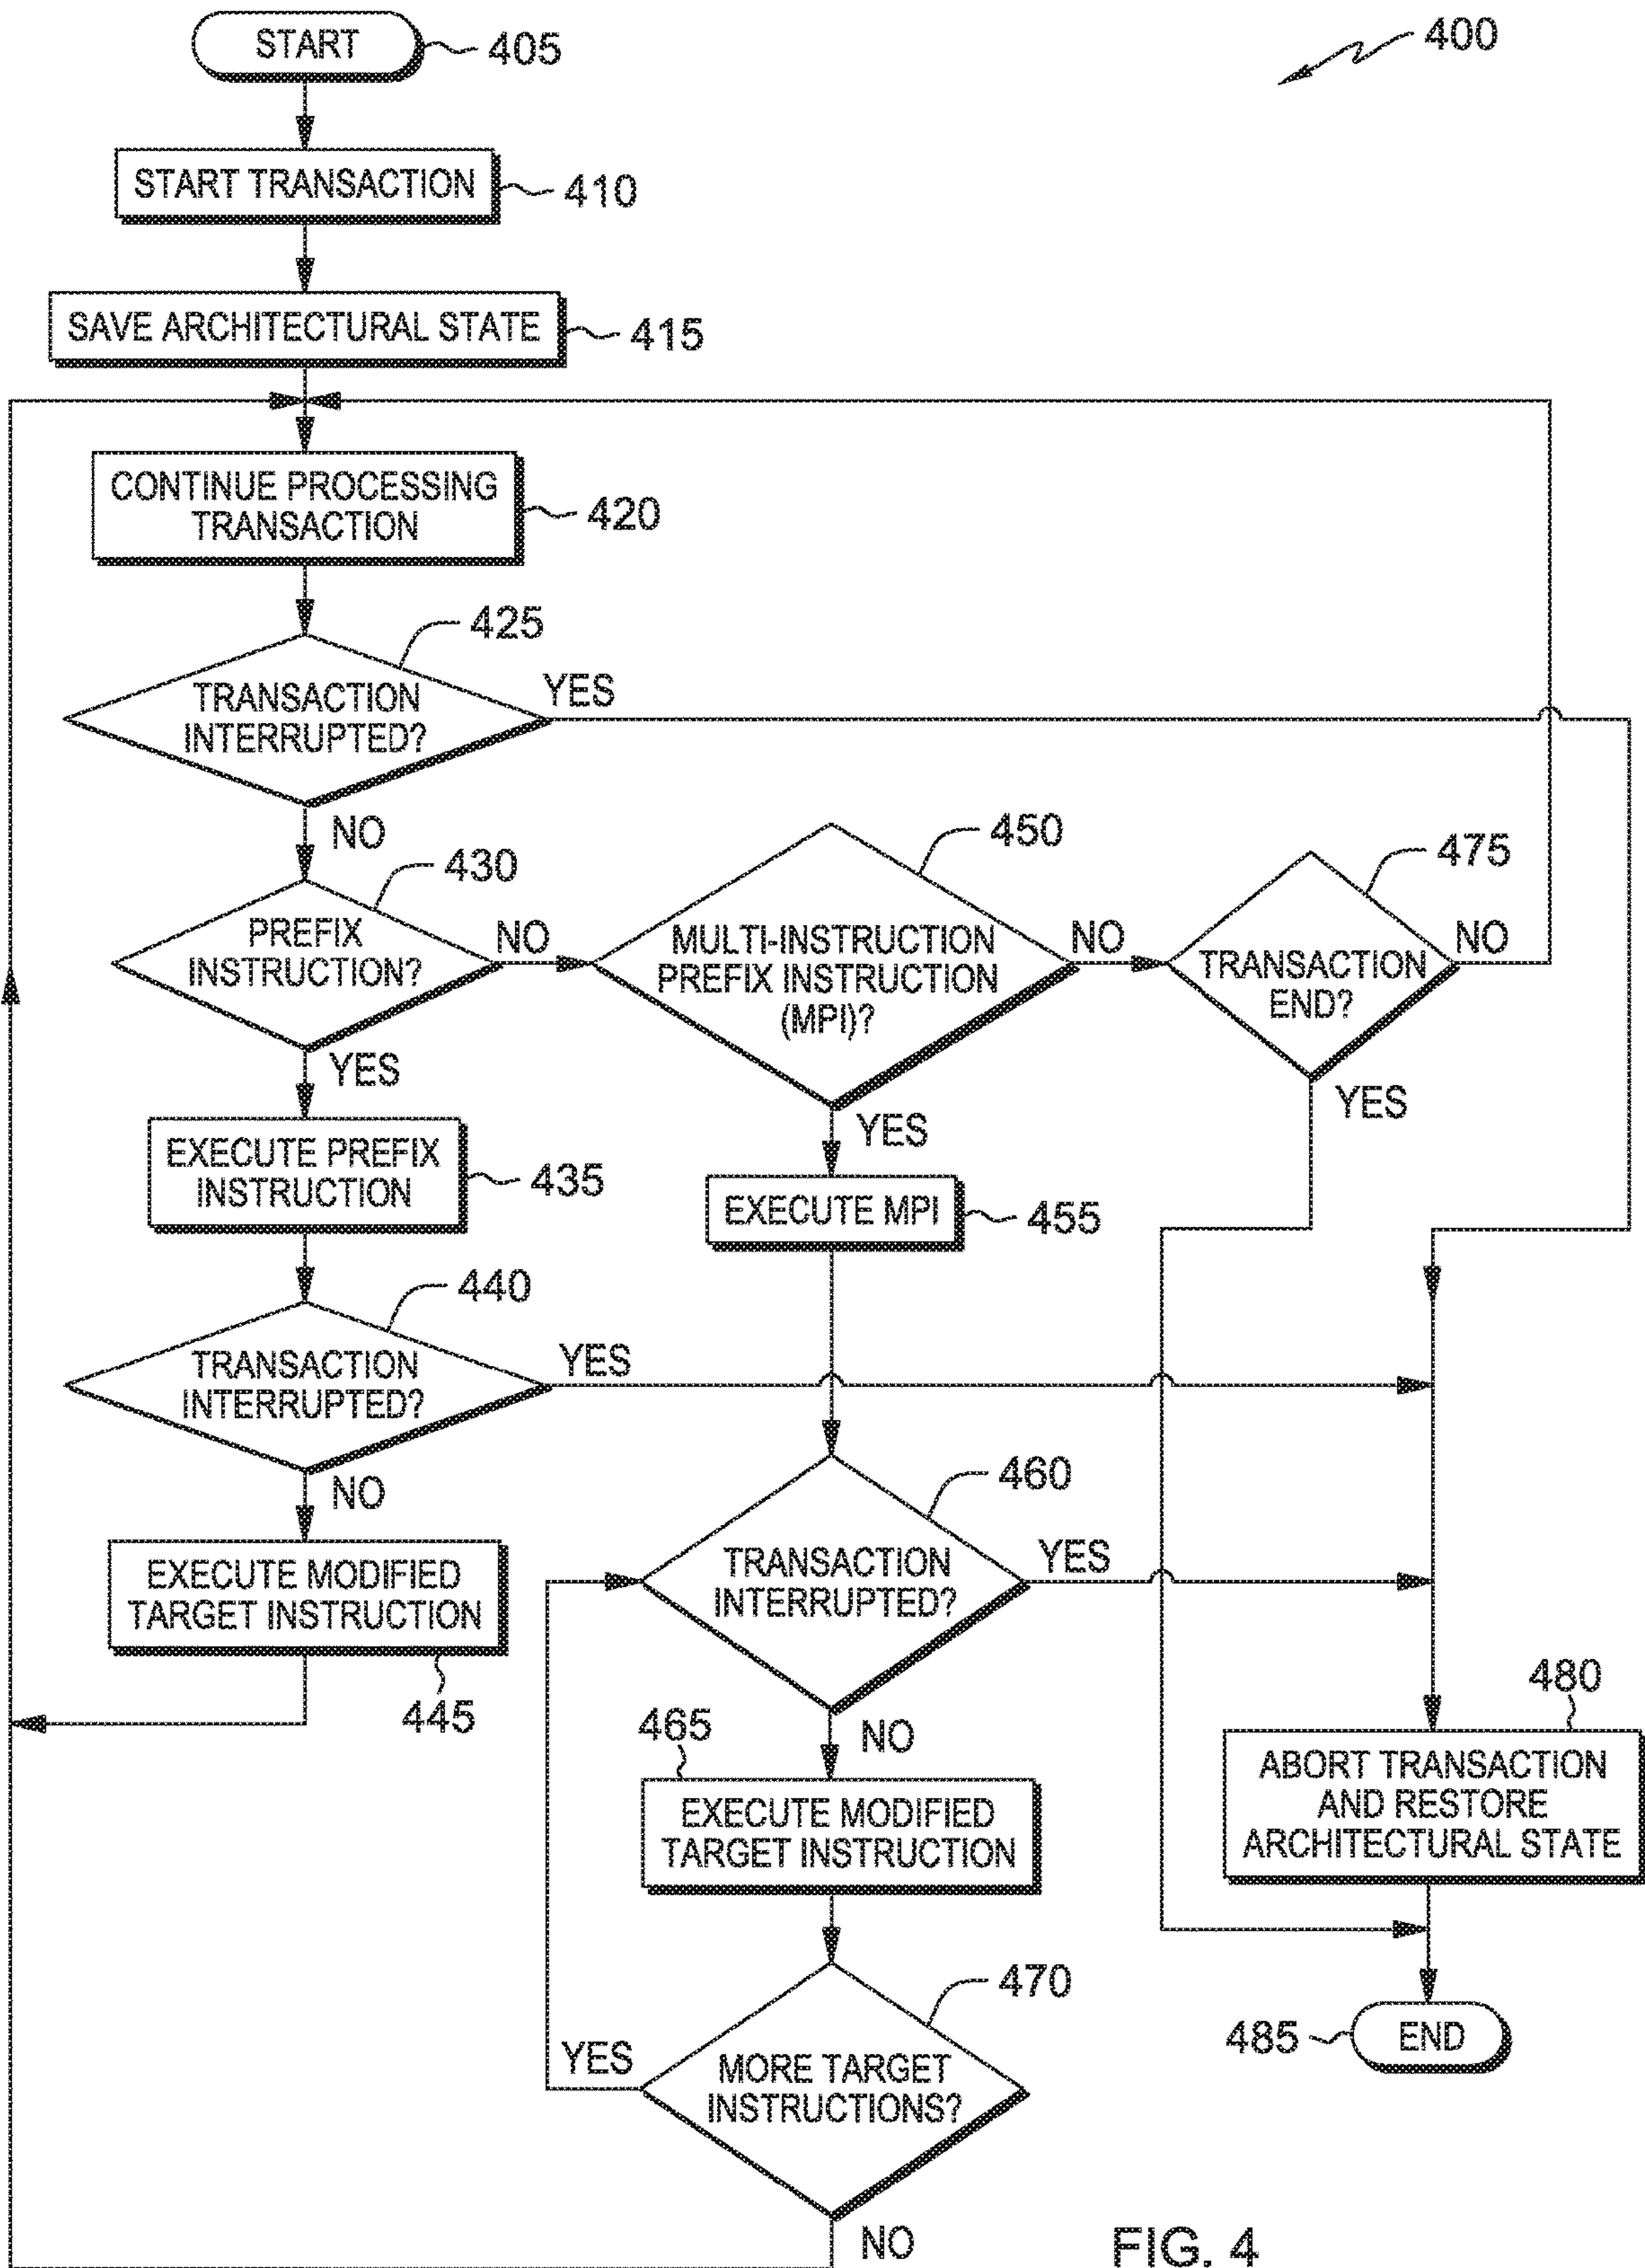 START
405
400
START TRANSACTION
410
SAVE ARCHITECTURAL STATE
415
CONTINUE PROCESSING
TRANSACTION
420
425
TRANSACTION
INTERRUPTED?
YES
NO
430
PREFIX
INSTRUCTION?
NO
YES
450
MULTI-INSTRUCTION
PREFIX INSTRUCTION
(MPI)?
NO
YES
475
TRANSACTION
END?
NO
YES
EXECUTE PREFIX
INSTRUCTION
435
EXECUTE MPI
455
440
TRANSACTION
INTERRUPTED?
YES
NO
460
TRANSACTION
INTERRUPTED?
YES
NO
EXECUTE MODIFIED
TARGET INSTRUCTION
445
465
EXECUTE MODIFIED
TARGET INSTRUCTION
480
ABORT TRANSACTION
AND RESTORE
ARCHITECTURAL STATE
470
MORE TARGET
INSTRUCTIONS?
YES
NO
485
END
FIG. 4